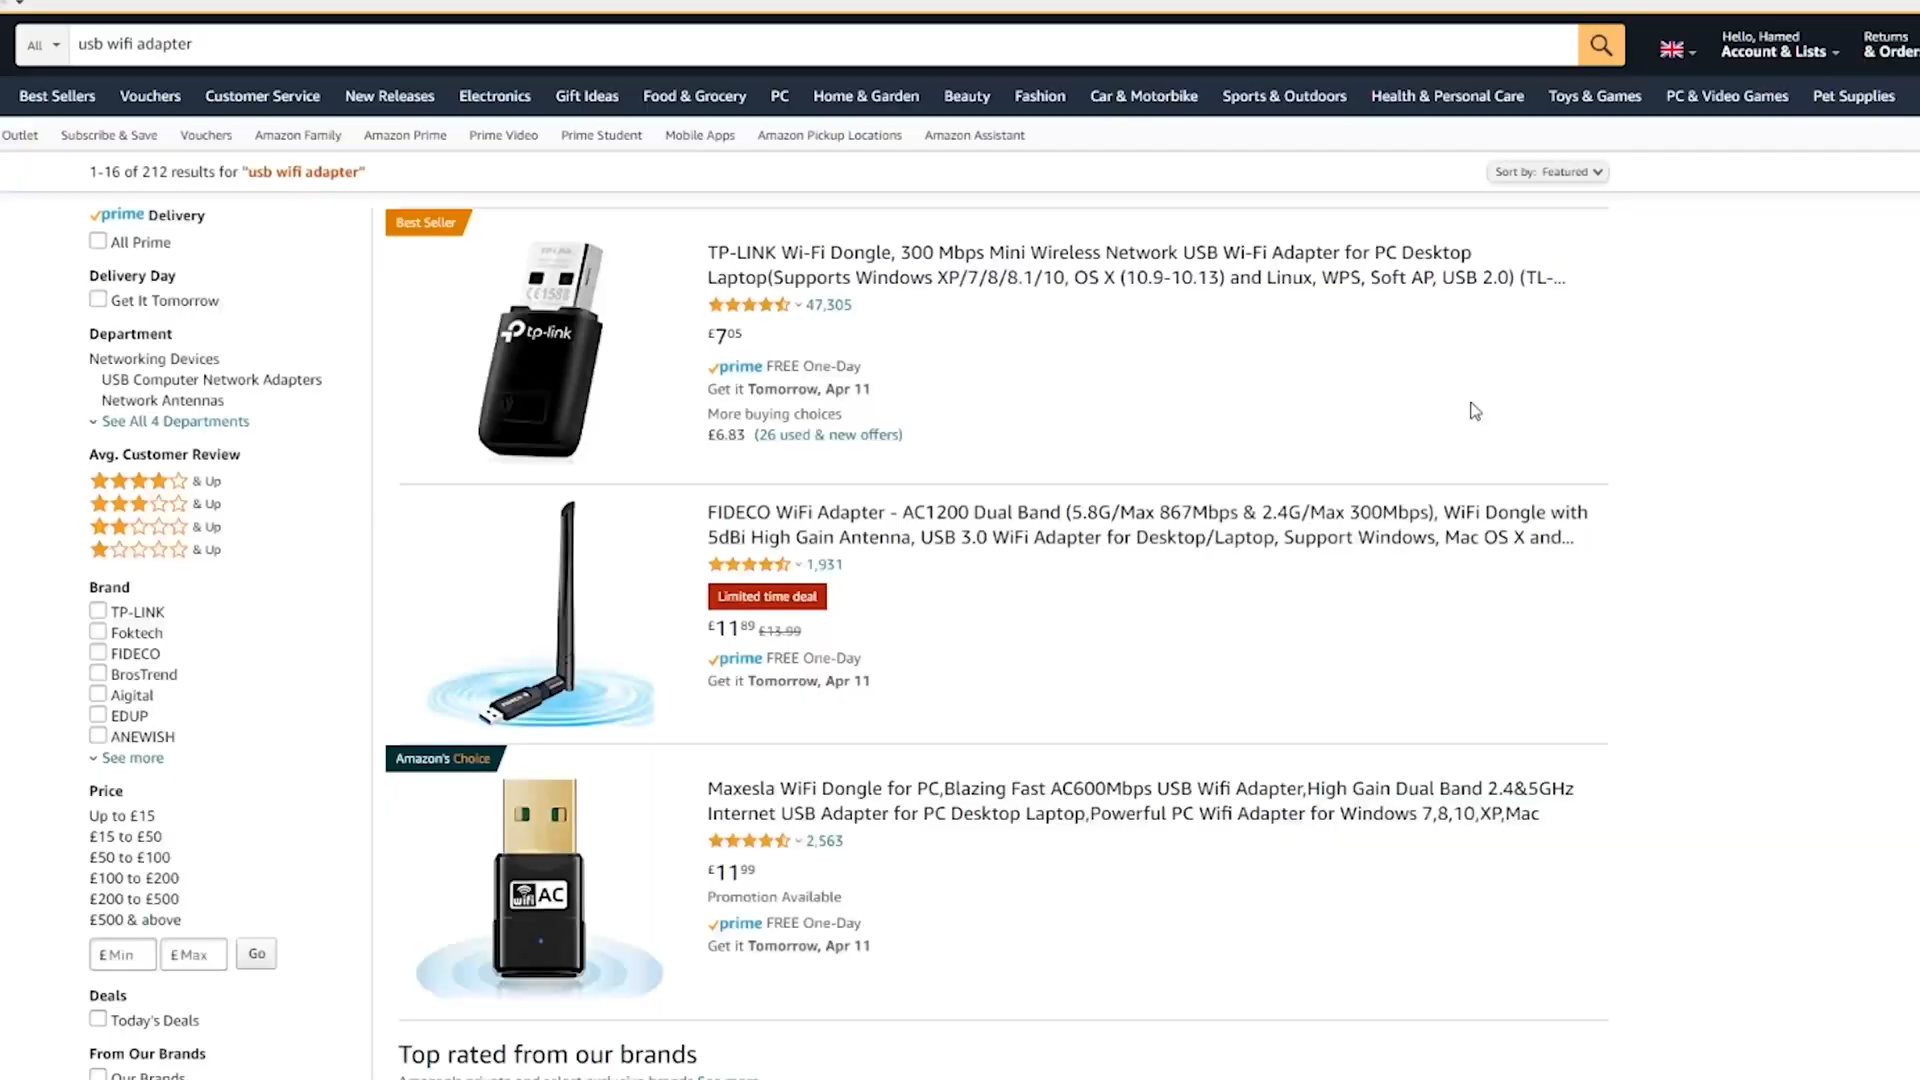 All
usb wifi adapter
Hello, Hamed
Account & Lists
Returns
& Orders
Best Sellers
Vouchers
Customer Service
New Releases
Electronics
Gift Ideas
Food & Grocery
PC
Home & Garden
Beauty
Fashion
Car & Motorbike
Sports & Outdoors
Health & Personal Care
Toys & Games
PC & Video Games
Pet Supplies
Outlet
Subscribe & Save
Vouchers
Amazon Family
Amazon Prime
Prime Video
Prime Student
Mobile Apps
Amazon Pickup Locations
Amazon Assistant
1-16 of 212 results for "usb wifi adapter"
Sort by: Featured
prime Delivery
All Prime
Delivery Day
Get It Tomorrow
Department
Networking Devices
USB Computer Network Adapters
Network Antennas
See All 4 Departments
Avg. Customer Review
& Up
& Up
& Up
& Up
Brand
TP-LINK
Foktech
FIDECO
BrosTrend
Aigital
EDUP
ANEWISH
See more
Price
Up to £15
£15 to £50
£50 to £100
£100 to £200
£200 to £500
£500 & above
£ Min
£ Max
Go
Deals
Today's Deals
From Our Brands
Our Brands
Best Seller
TP-LINK
CE1588
tp-link
TP-LINK Wi-Fi Dongle, 300 Mbps Mini Wireless Network USB Wi-Fi Adapter for PC Desktop
Laptop(Supports Windows XP/7/8/8.1/10, OS X (10.9-10.13) and Linux, WPS, Soft AP, USB 2.0) (TL-...
47,305
£7 05
prime FREE One-Day
Get it Tomorrow, Apr 11
More buying choices
£6.83 (26 used & new offers)
FIDECO WiFi Adapter - AC1200 Dual Band (5.8G/Max 867Mbps & 2.4G/Max 300Mbps), WiFi Dongle with
5dBi High Gain Antenna, USB 3.0 WiFi Adapter for Desktop/Laptop, Support Windows, Mac OS X and...
1,931
Limited time deal
£11 89 £13.99
prime FREE One-Day
Get it Tomorrow, Apr 11
Amazon's Choice
wifi AC
Maxesla WiFi Dongle for PC,Blazing Fast AC600Mbps USB Wifi Adapter,High Gain Dual Band 2.4&5GHz
Internet USB Adapter for PC Desktop Laptop,Powerful PC Wifi Adapter for Windows 7,8,10,XP,Mac
2,563
£11 99
Promotion Available
prime FREE One-Day
Get it Tomorrow, Apr 11
Top rated from our brands